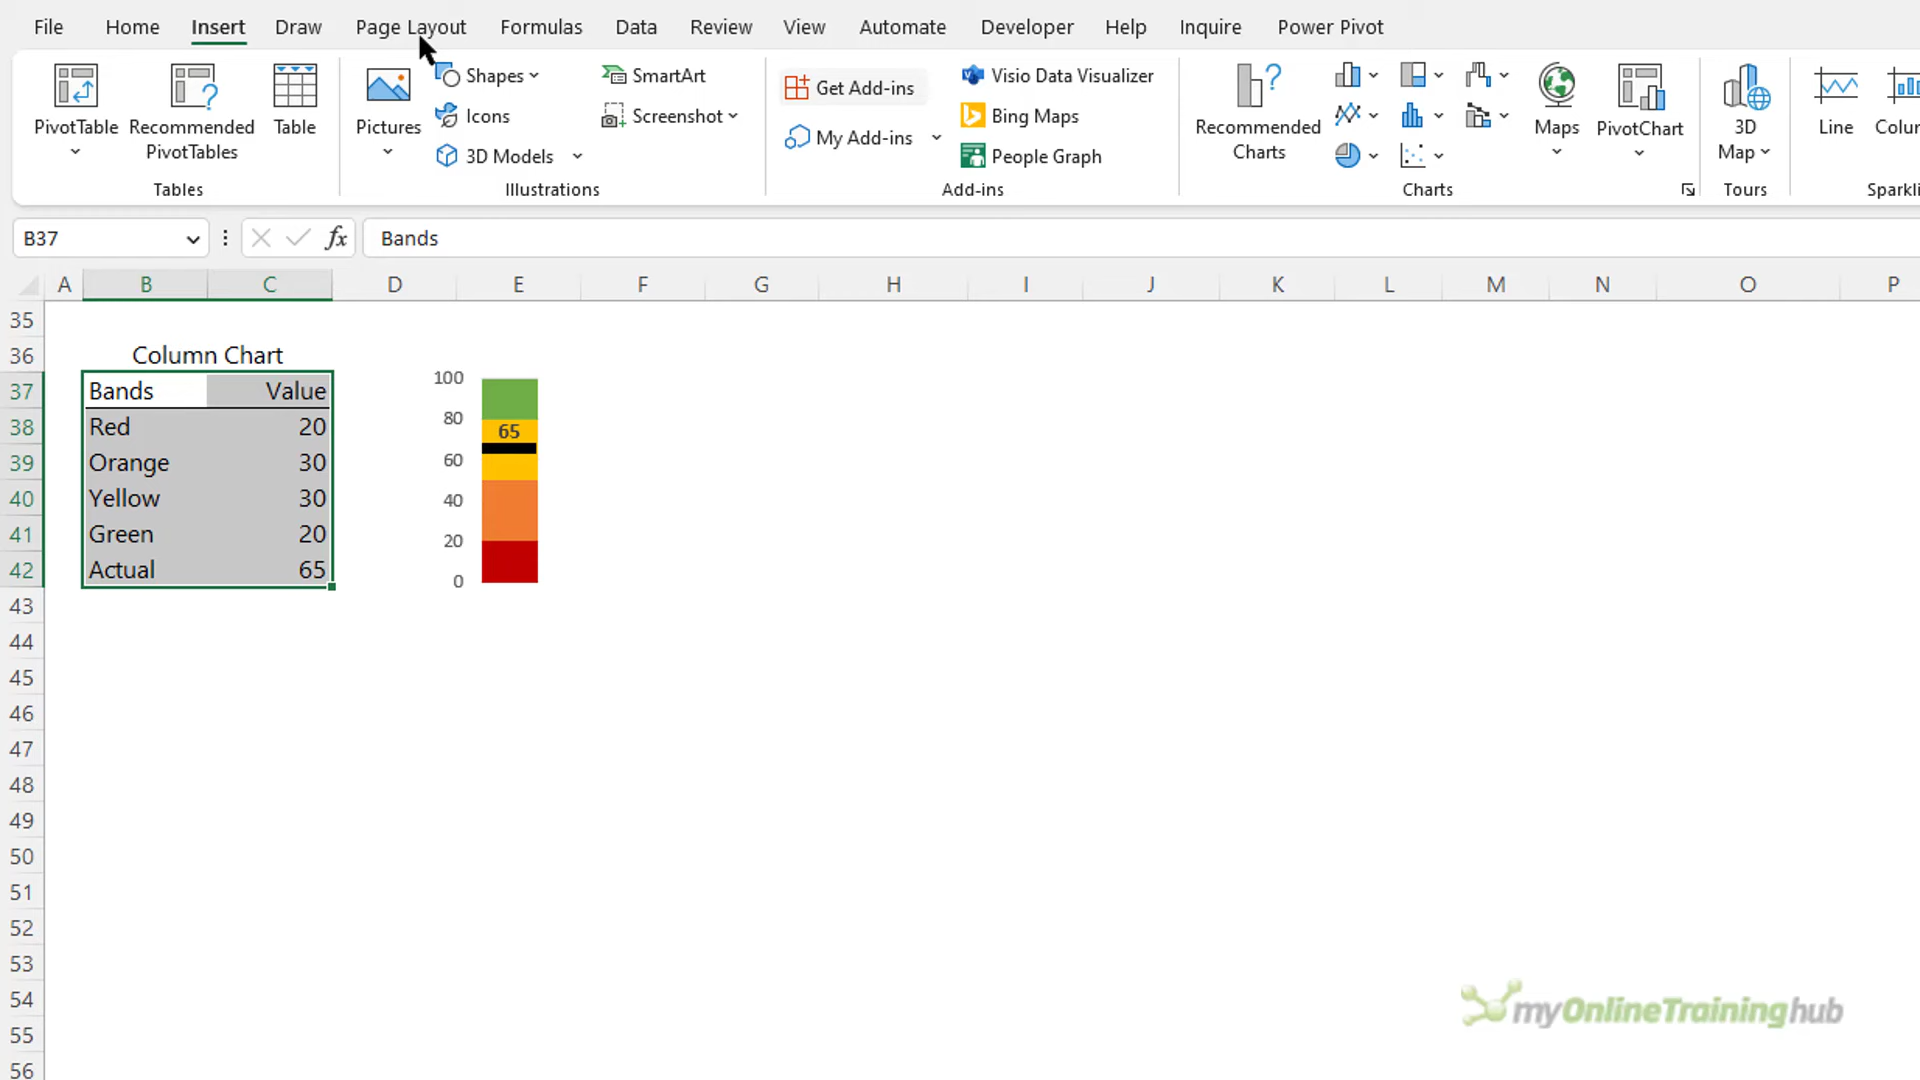 File Home Insert Draw Page Layout Formulas Data Review View Automate Developer Help Inquire Power Pivot
PivotTable
Recommended
PivotTables
Table
Tables
Pictures
Shapes
Icons
3D Models
SmartArt
Screenshot
Illustrations
Get Add-ins
My Add-ins
Visio Data Visualizer
Bing Maps
People Graph
Add-ins
Recommended
Charts
Maps
PivotChart
Charts
3D
Map
Tours
Line
Colur
Sparkli
B37 fx Bands
A B C D E F G H I J K L M N O P
35
36 Column Chart
37 Bands Value
38 Red 20
39 Orange 30
40 Yellow 30
41 Green 20
42 Actual 65
100
80
65
60
40
20
0
43
44
45
46
47
48
49
50
51
52
53
54
55
56
myOnlineTraininghub